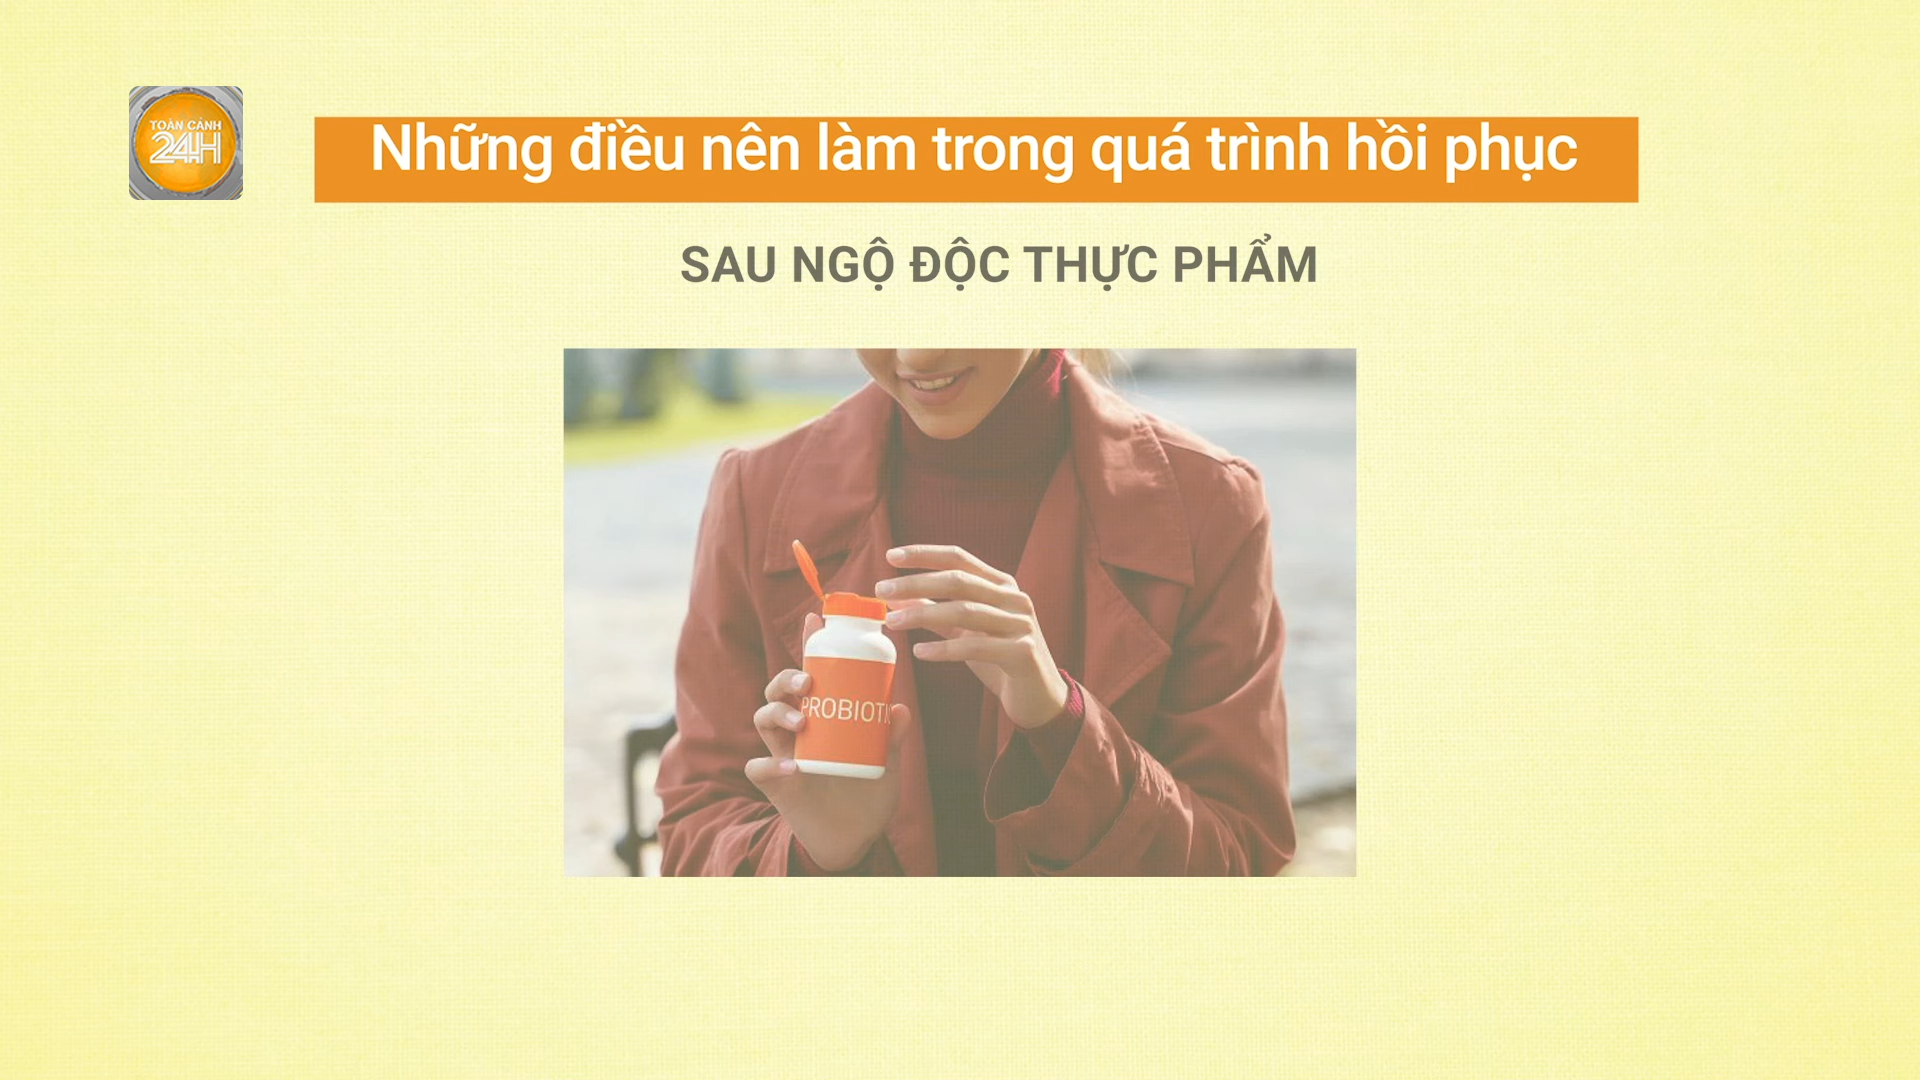 TOÀN CẢNH
24H
Những điều nên làm trong quá trình hồi phục
SAU NGỘ ĐỘC THỰC PHẨM
PROBIOTI